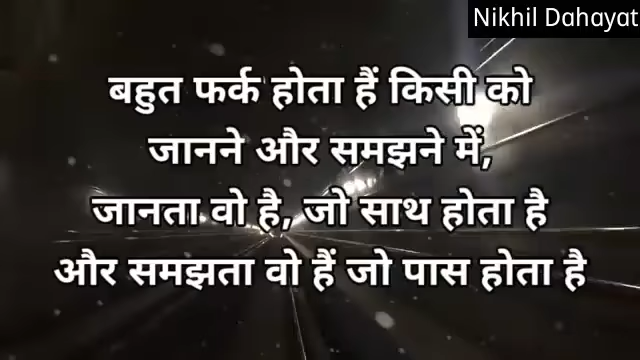 Nikhil Dahayat
बहुत फर्क होता हैं किसी को
जानने और समझने में,
जानता वो है, जो साथ होता है
और समझता वो हैं जो पास होता है